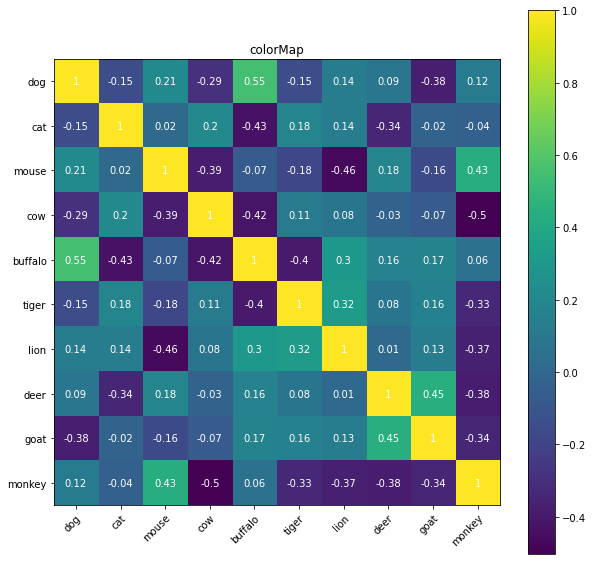 colorMap
dog 1 -0.15 0.21 -0.29 0.55 -0.15 0.14 0.09 -0.38 0.12
cat -0.15 1 0.02 0.2 -0.43 0.18 0.14 -0.34 -0.02 -0.04
mouse 0.21 0.02 1 -0.39 -0.07 -0.18 -0.46 0.18 -0.16 0.43
cow -0.29 0.2 -0.39 1 -0.42 0.11 0.08 -0.03 -0.07 -0.5
buffalo 0.55 -0.43 -0.07 -0.42 1 -0.4 0.3 0.16 0.17 0.06
tiger -0.15 0.18 -0.18 0.11 -0.4 1 0.32 0.08 0.16 -0.33
lion 0.14 0.14 -0.46 0.08 0.3 0.32 1 0.01 0.13 -0.37
deer 0.09 -0.34 0.18 -0.03 0.16 0.08 0.01 1 0.45 -0.38
goat -0.38 -0.02 -0.16 -0.07 0.17 0.16 0.13 0.45 1 -0.34
monkey 0.12 -0.04 0.43 -0.5 0.06 -0.33 -0.37 -0.38 -0.34 1
dog cat mouse cow buffalo tiger lion deer goat monkey
1.0
0.8
0.6
0.4
0.2
0.0
-0.2
-0.4